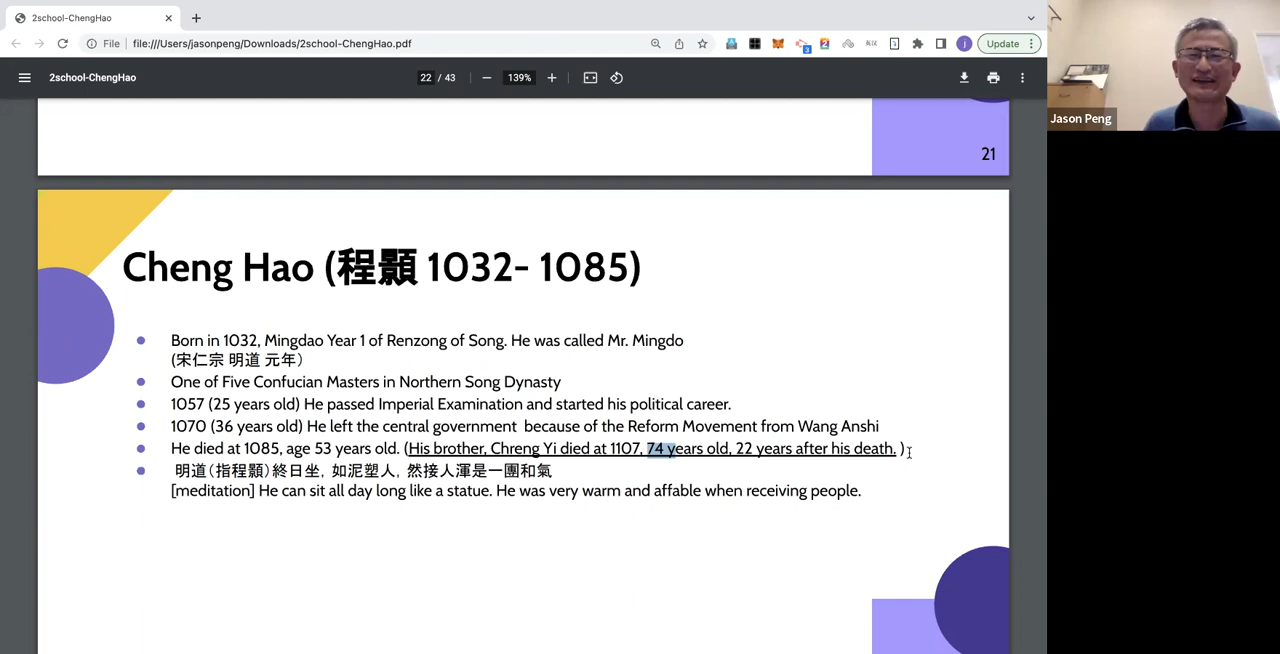 2school-ChengHao
File
file:///Users/jasonpeng/Downloads/2school-ChengHao.pdf
Update
2school-ChengHao
22 / 43
139%
Jason Peng
21
Cheng Hao (程顥 1032- 1085)
Born in 1032, Mingdao Year 1 of Renzong of Song. He was called Mr. Mingdo
(宋仁宗 明道 元年)
One of Five Confucian Masters in Northern Song Dynasty
1057 (25 years old) He passed Imperial Examination and started his political career.
1070 (36 years old) He left the central government because of the Reform Movement from Wang Anshi
He died at 1085, age 53 years old. (His brother, Chreng Yi died at 1107, 74 years old, 22 years after his death. )
明道(指程顥)終日坐, 如泥塑人, 然接人渾是一團和氣
[meditation] He can sit all day long like a statue. He was very warm and affable when receiving people.